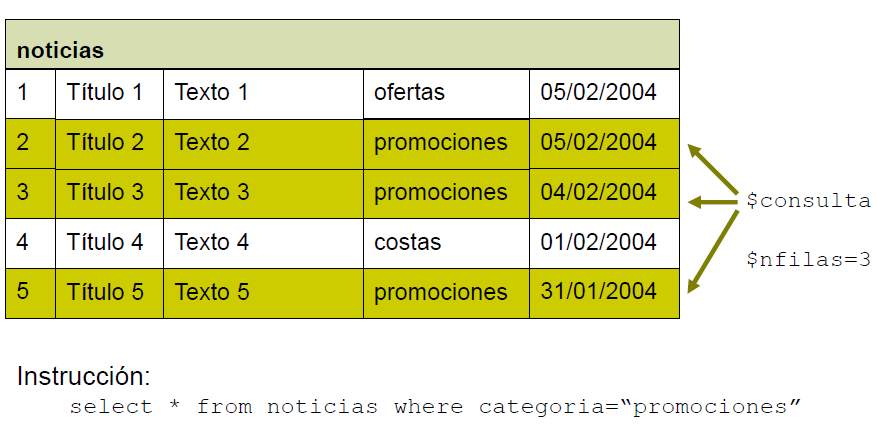 noticias
1 Título 1 Texto 1 ofertas 05/02/2004
2 Título 2 Texto 2 promociones 05/02/2004
3 Título 3 Texto 3 promociones 04/02/2004
$consulta
4 Título 4 Texto 4 costas 01/02/2004
$nfilas=3
5 Título 5 Texto 5 promociones 31/01/2004
Instrucción:
select * from noticias where categoria=“promociones”